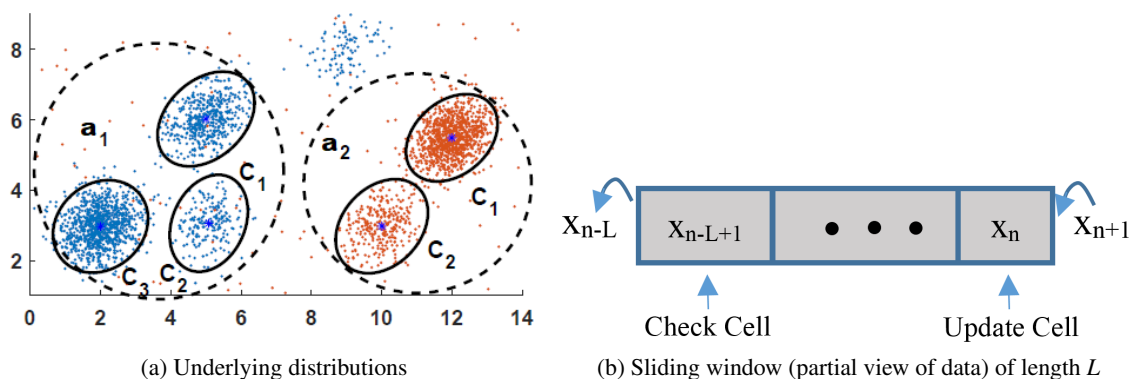 8
6
4
2
0 2 4 6 8 10 12 14
a1
C1
C2
C3
a2
C1
C2
(a) Underlying distributions
Xn-L
Xn-L+1
• • •
Xn
Xn+1
Check Cell
Update Cell
(b) Sliding window (partial view of data) of length L